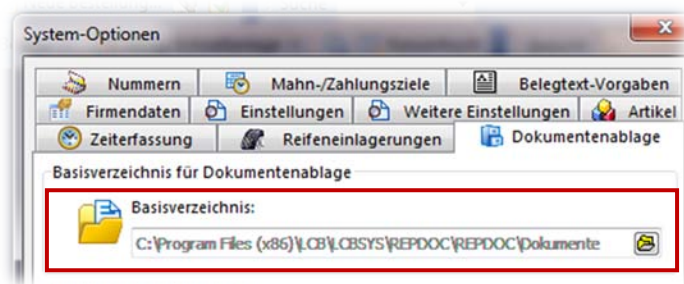 System-Optionen
Nummern Mahn-/Zahlungsziele Belegtext-Vorgaben
Firmendaten Einstellungen Weitere Einstellungen Artikel
Zeiterfassung Reifeneinlagerungen Dokumentenablage
Basisverzeichnis für Dokumentenablage
Basisverzeichnis:
C:\Program Files (x86)\LCB\LCBSYS\REPDOC\REPDOC\Dokumente